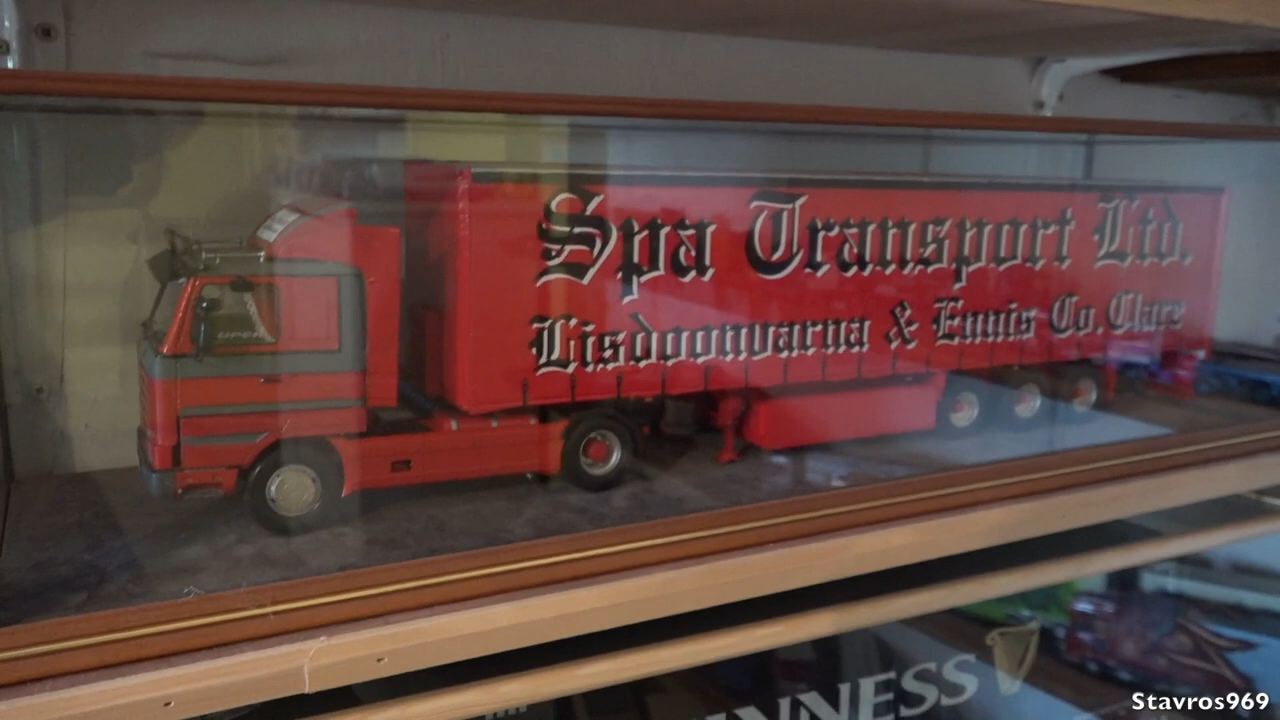 Spa Transport Ltd.
Lisdoonvarna & Ennis Co. Clare
NNESS
Stavros969